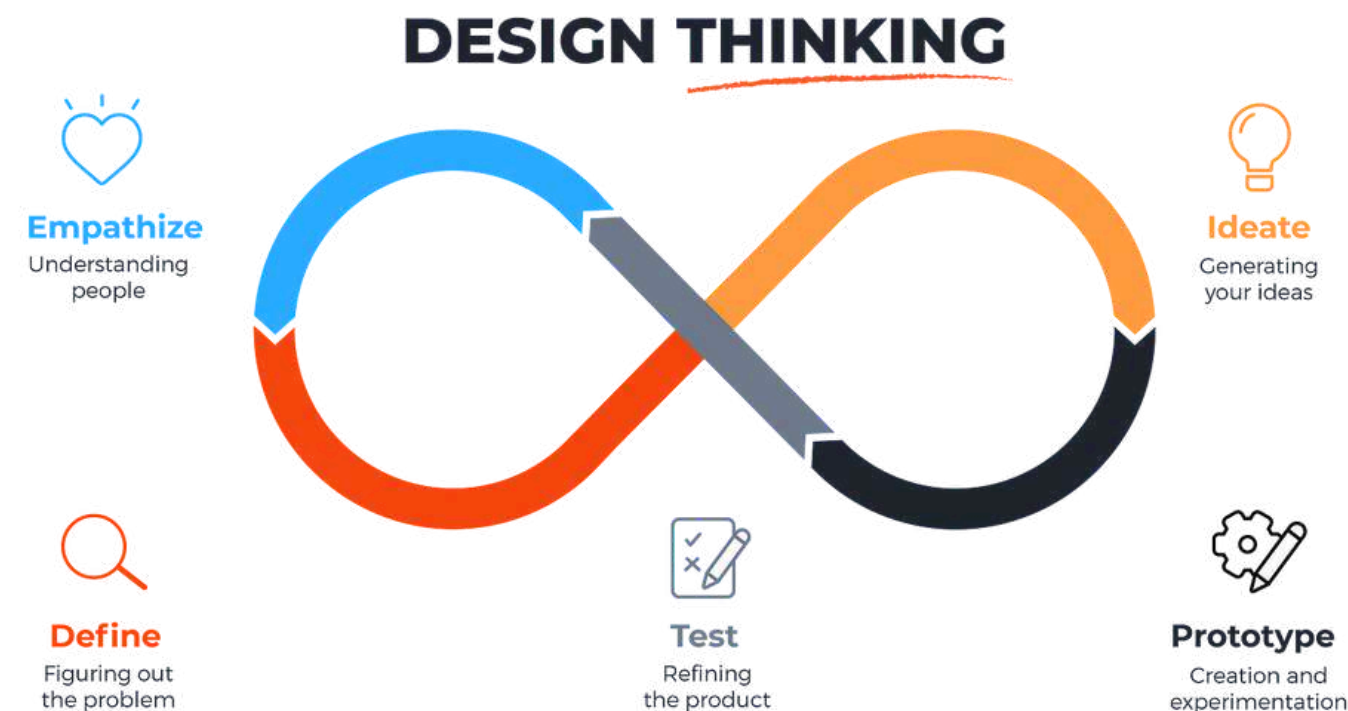 DESIGN THINKING
Empathize
Understanding
people
Ideate
Generating
your ideas
Define
Figuring out
the problem
Test
Refining
the product
Prototype
Creation and
experimentation